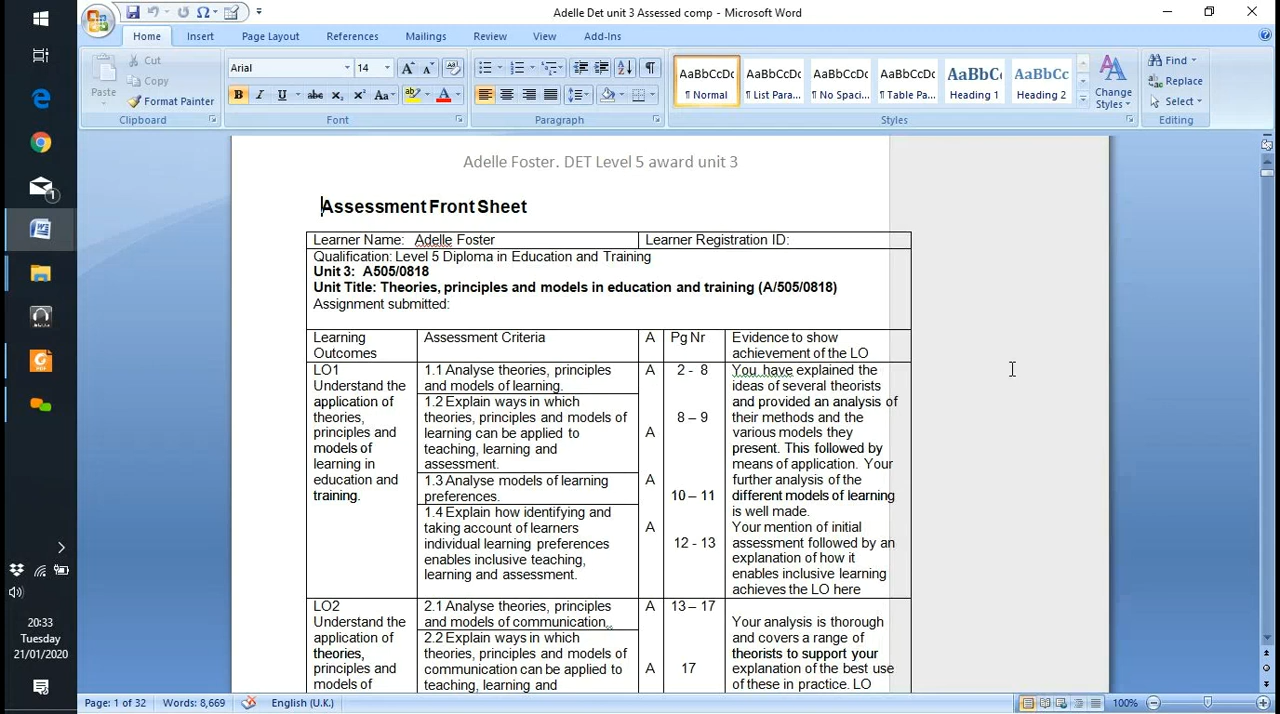 Adelle Det unit 3 Assessed comp - Microsoft Word
Home Insert Page Layout References Mailings Review View Add-Ins
Paste
Cut
Copy
Format Painter
Clipboard
Arial 14
Font
Paragraph
AaBbCcDc AaBbCcDc AaBbCcDc AaBbCcDc AaBbCc AaBbCc
¶ Normal ¶ List Para... ¶ No Spaci... ¶ Table Pa... Heading 1 Heading 2
Change
Styles
Styles
Find
Replace
Select
Editing
Adelle Foster. DET Level 5 award unit 3
Assessment Front Sheet
Learner Name: Adelle Foster
Learner Registration ID:
Qualification: Level 5 Diploma in Education and Training
Unit 3: A505/0818
Unit Title: Theories, principles and models in education and training (A/505/0818)
Assignment submitted:
Learning
Outcomes
Assessment Criteria
A
Pg Nr
Evidence to show
achievement of the LO
LO1
Understand the
application of
theories,
principles and
models of
learning in
education and
training.
1.1 Analyse theories, principles
and models of learning.
1.2 Explain ways in which
theories, principles and models of
learning can be applied to
teaching, learning and
assessment.
1.3 Analyse models of learning
preferences.
1.4 Explain how identifying and
taking account of learners
individual learning preferences
enables inclusive teaching,
learning and assessment.
A
A
A
A
2 - 8
8 – 9
10 – 11
12 - 13
You have explained the
ideas of several theorists
and provided an analysis of
their methods and the
various models they
present. This followed by
means of application. Your
further analysis of the
different models of learning
is well made.
Your mention of initial
assessment followed by an
explanation of how it
enables inclusive learning
achieves the LO here
LO2
Understand the
application of
theories,
principles and
models of
2.1 Analyse theories, principles
and models of communication.
2.2 Explain ways in which
theories, principles and models of
communication can be applied to
teaching, learning and
A
A
13 – 17
17
Your analysis is thorough
and covers a range of
theorists to support your
explanation of the best use
of these in practice. LO
20:33
Tuesday
21/01/2020
Page: 1 of 32 Words: 8,669 English (U.K.) 100%